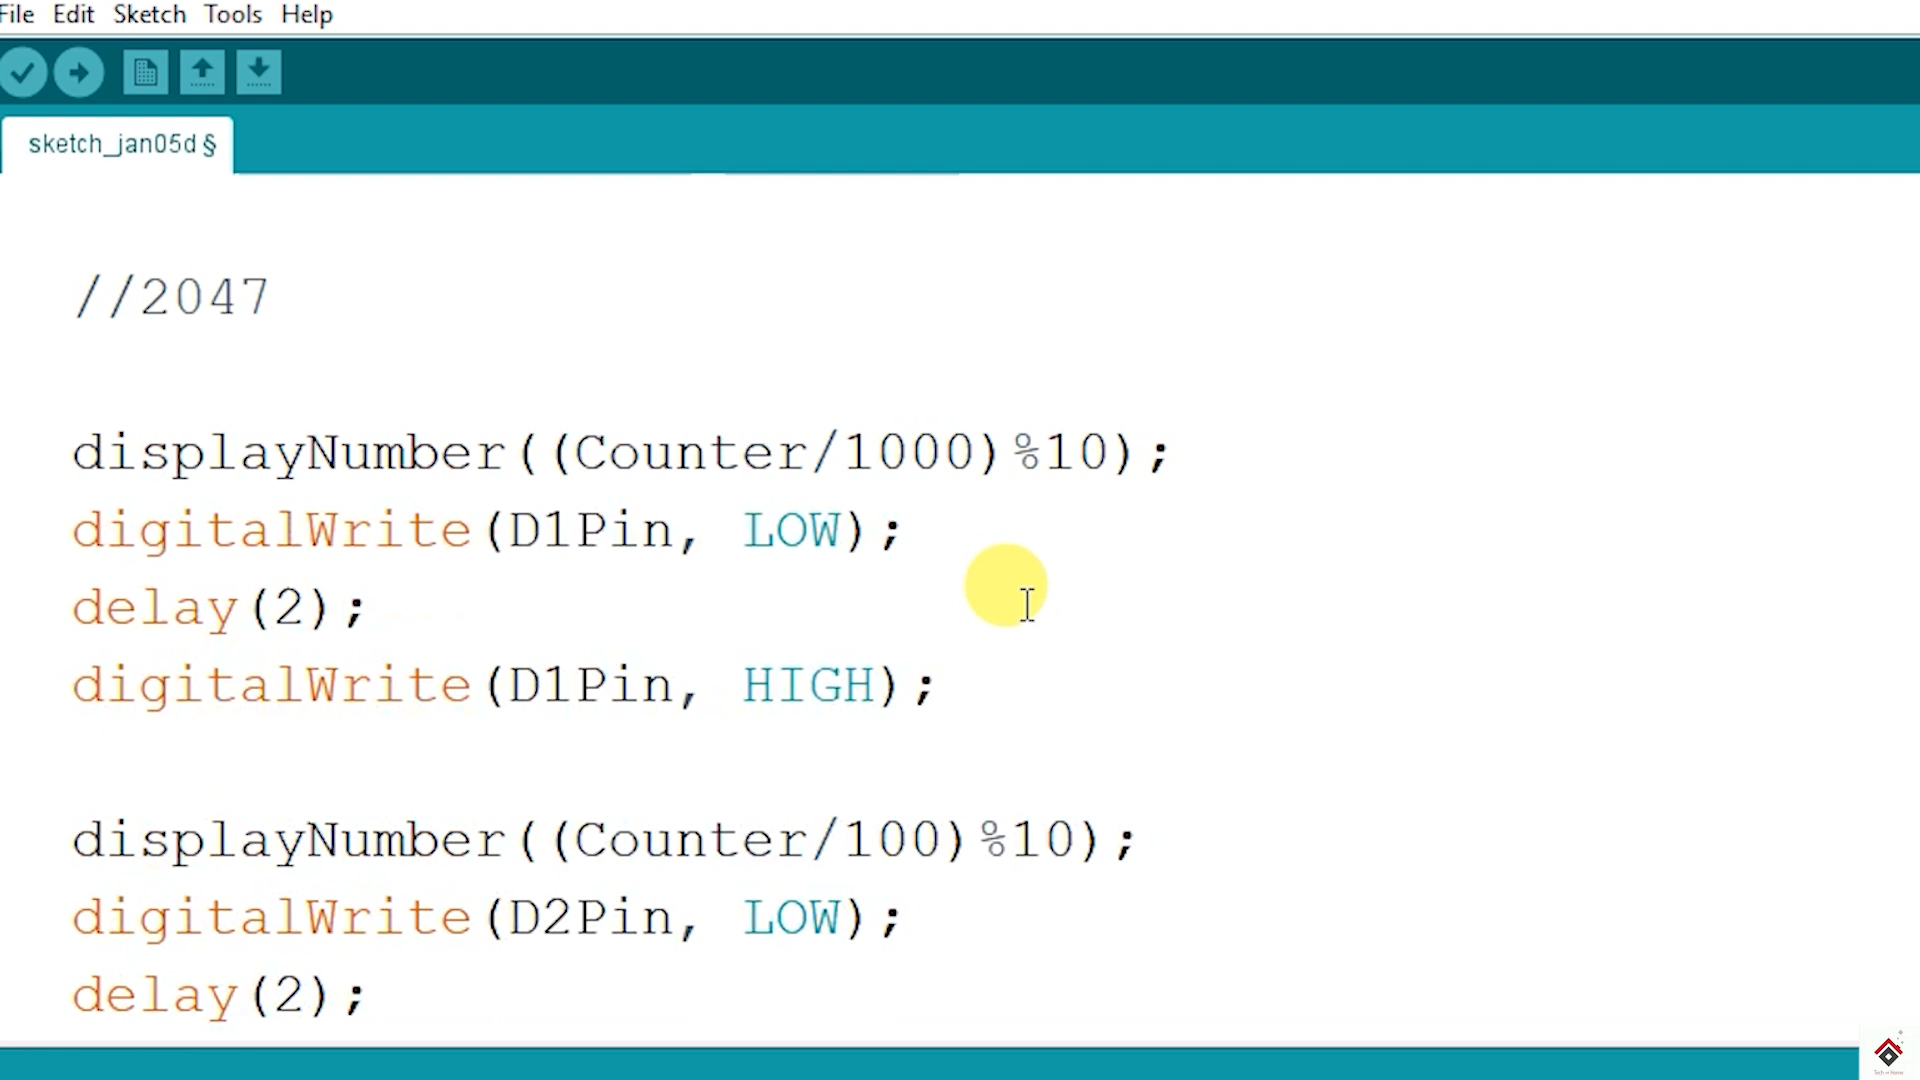 File Edit Sketch Tools Help
sketch_jan05d §
//2047
displayNumber((Counter/1000)%10);
digitalWrite(D1Pin, LOW);
delay(2);
digitalWrite(D1Pin, HIGH);
displayNumber((Counter/100)%10);
digitalWrite(D2Pin, LOW);
delay(2);